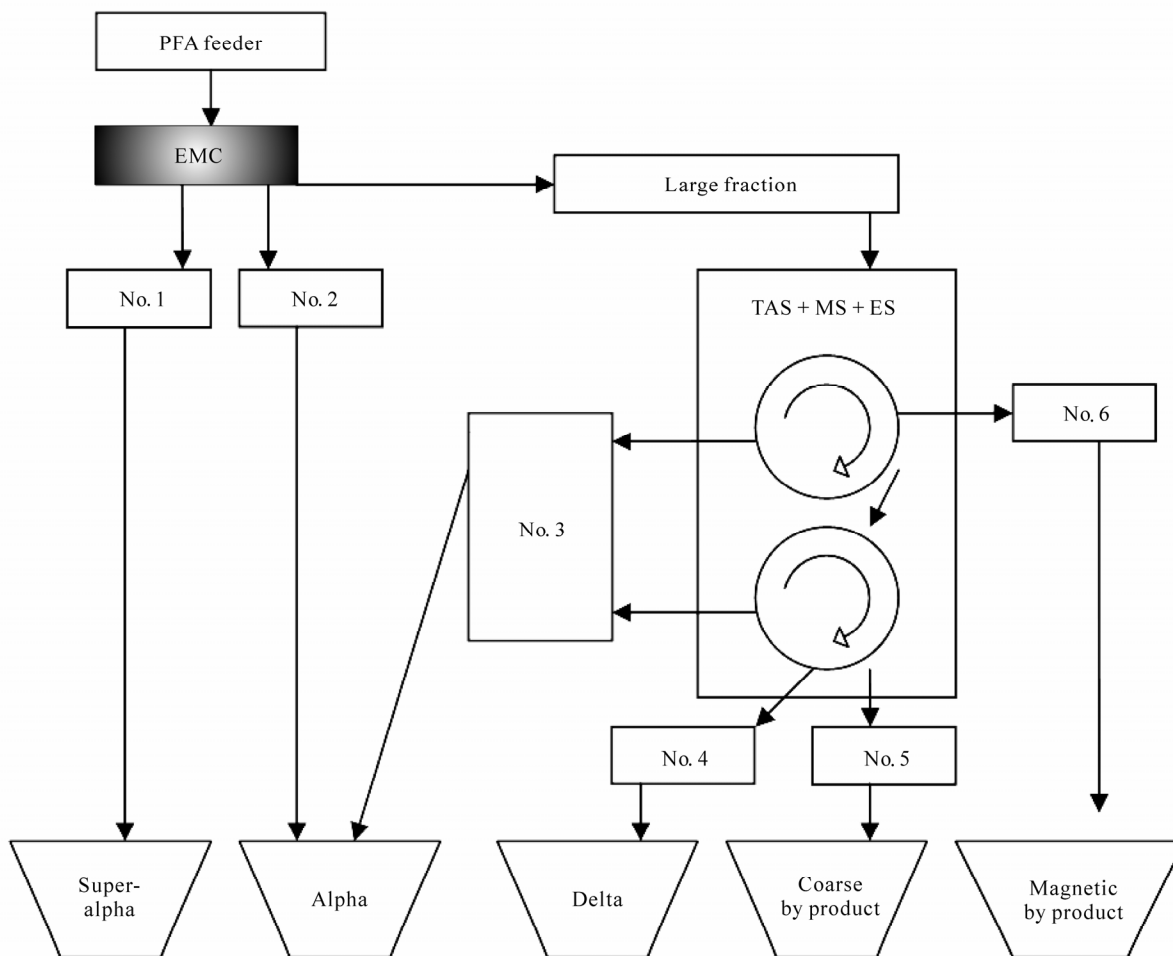 PFA feeder
EMC
Large fraction
No. 1
No. 2
TAS + MS + ES
No. 6
No. 3
No. 4
No. 5
Super-
alpha
Alpha
Delta
Coarse
by product
Magnetic
by product